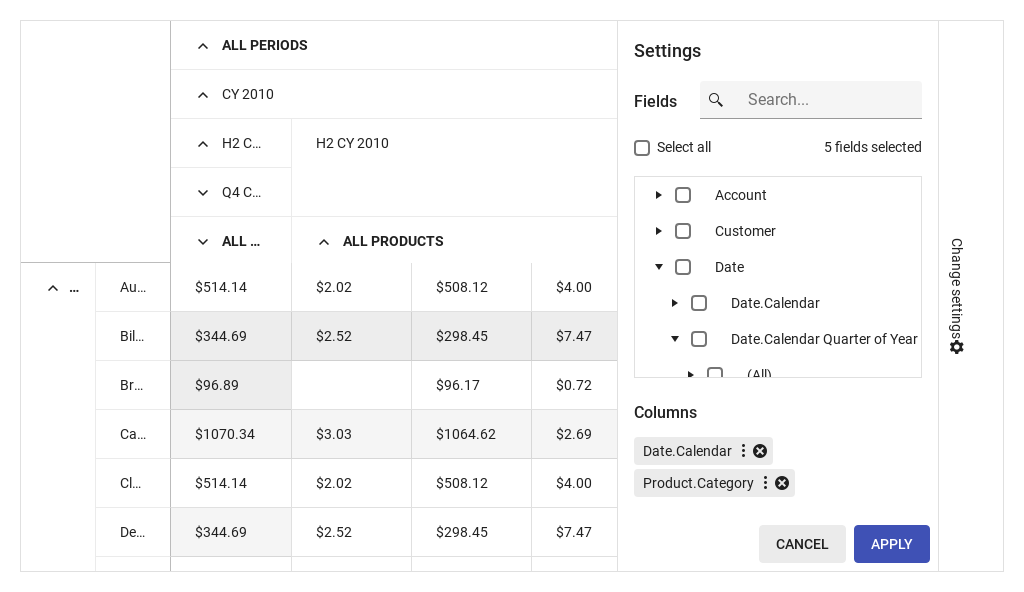 ALL PERIODS
CY 2010
H2 C... H2 CY 2010
Q4 C...
ALL ... ALL PRODUCTS
... Au... $514.14 $2.02 $508.12 $4.00
Bil... $344.69 $2.52 $298.45 $7.47
Br... $96.89 $96.17 $0.72
Ca... $1070.34 $3.03 $1064.62 $2.69
Cl... $514.14 $2.02 $508.12 $4.00
De... $344.69 $2.52 $298.45 $7.47
Settings
Fields Search...
Select all 5 fields selected
Account
Customer
Date
Date.Calendar
Date.Calendar Quarter of Year
(All)
Columns
Date.Calendar
Product.Category
CANCEL APPLY
Change settings